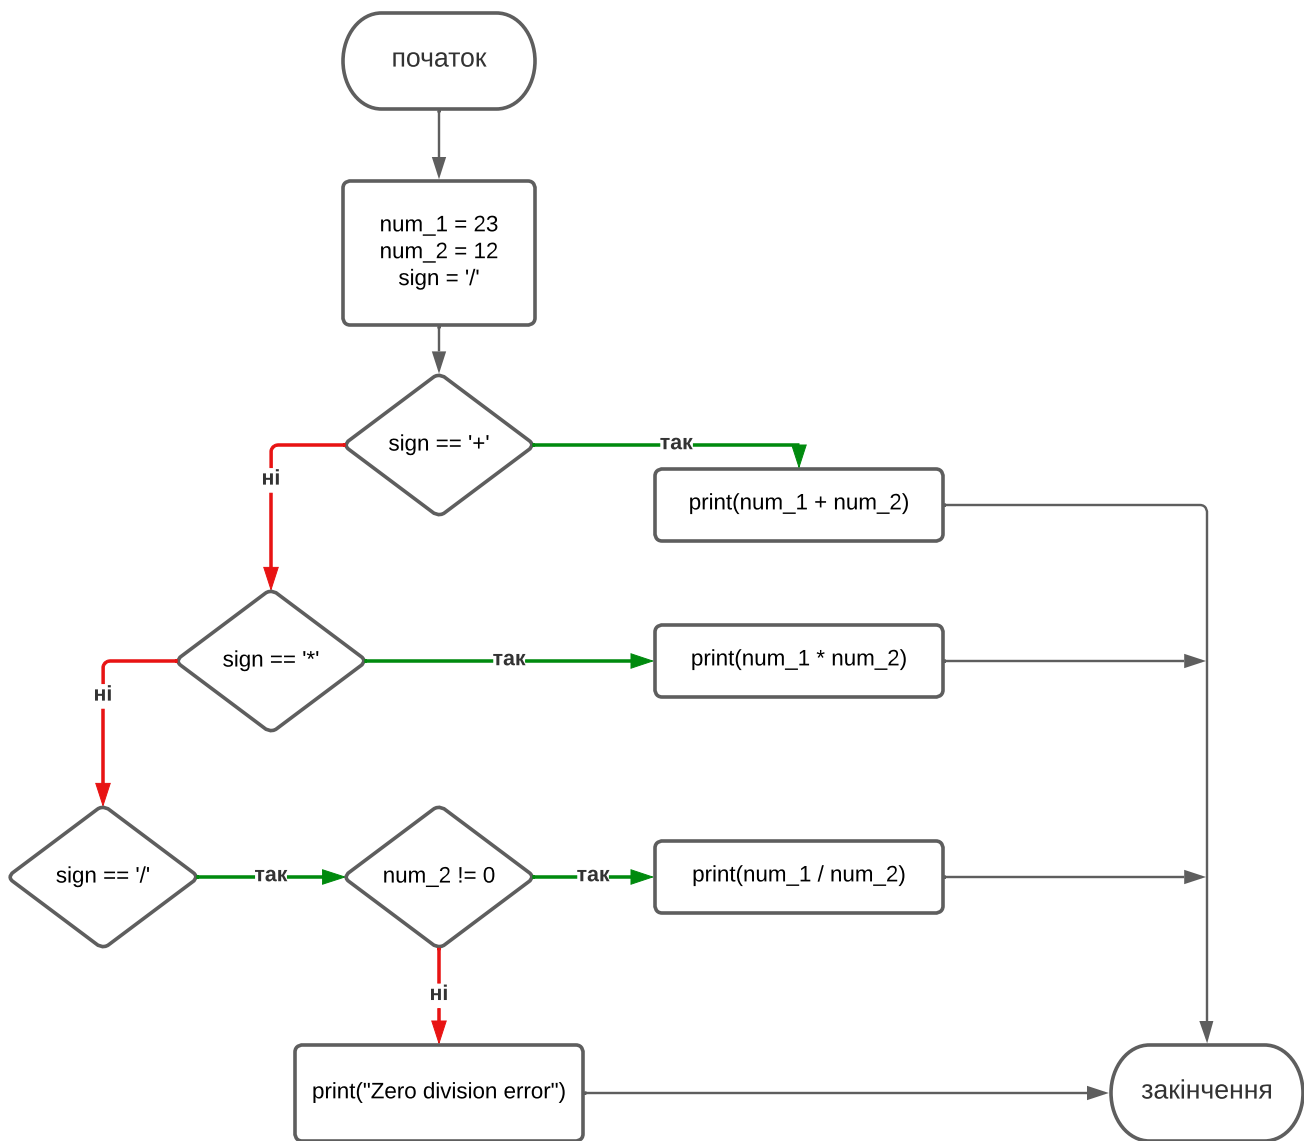 початок
num_1 = 23
num_2 = 12
sign = '/'
sign == '+'
так
ні
print(num_1 + num_2)
sign == '*'
так
print(num_1 * num_2)
ні
sign == '/'
так
num_2 != 0
так
print(num_1 / num_2)
ні
print("Zero division error")
закінчення